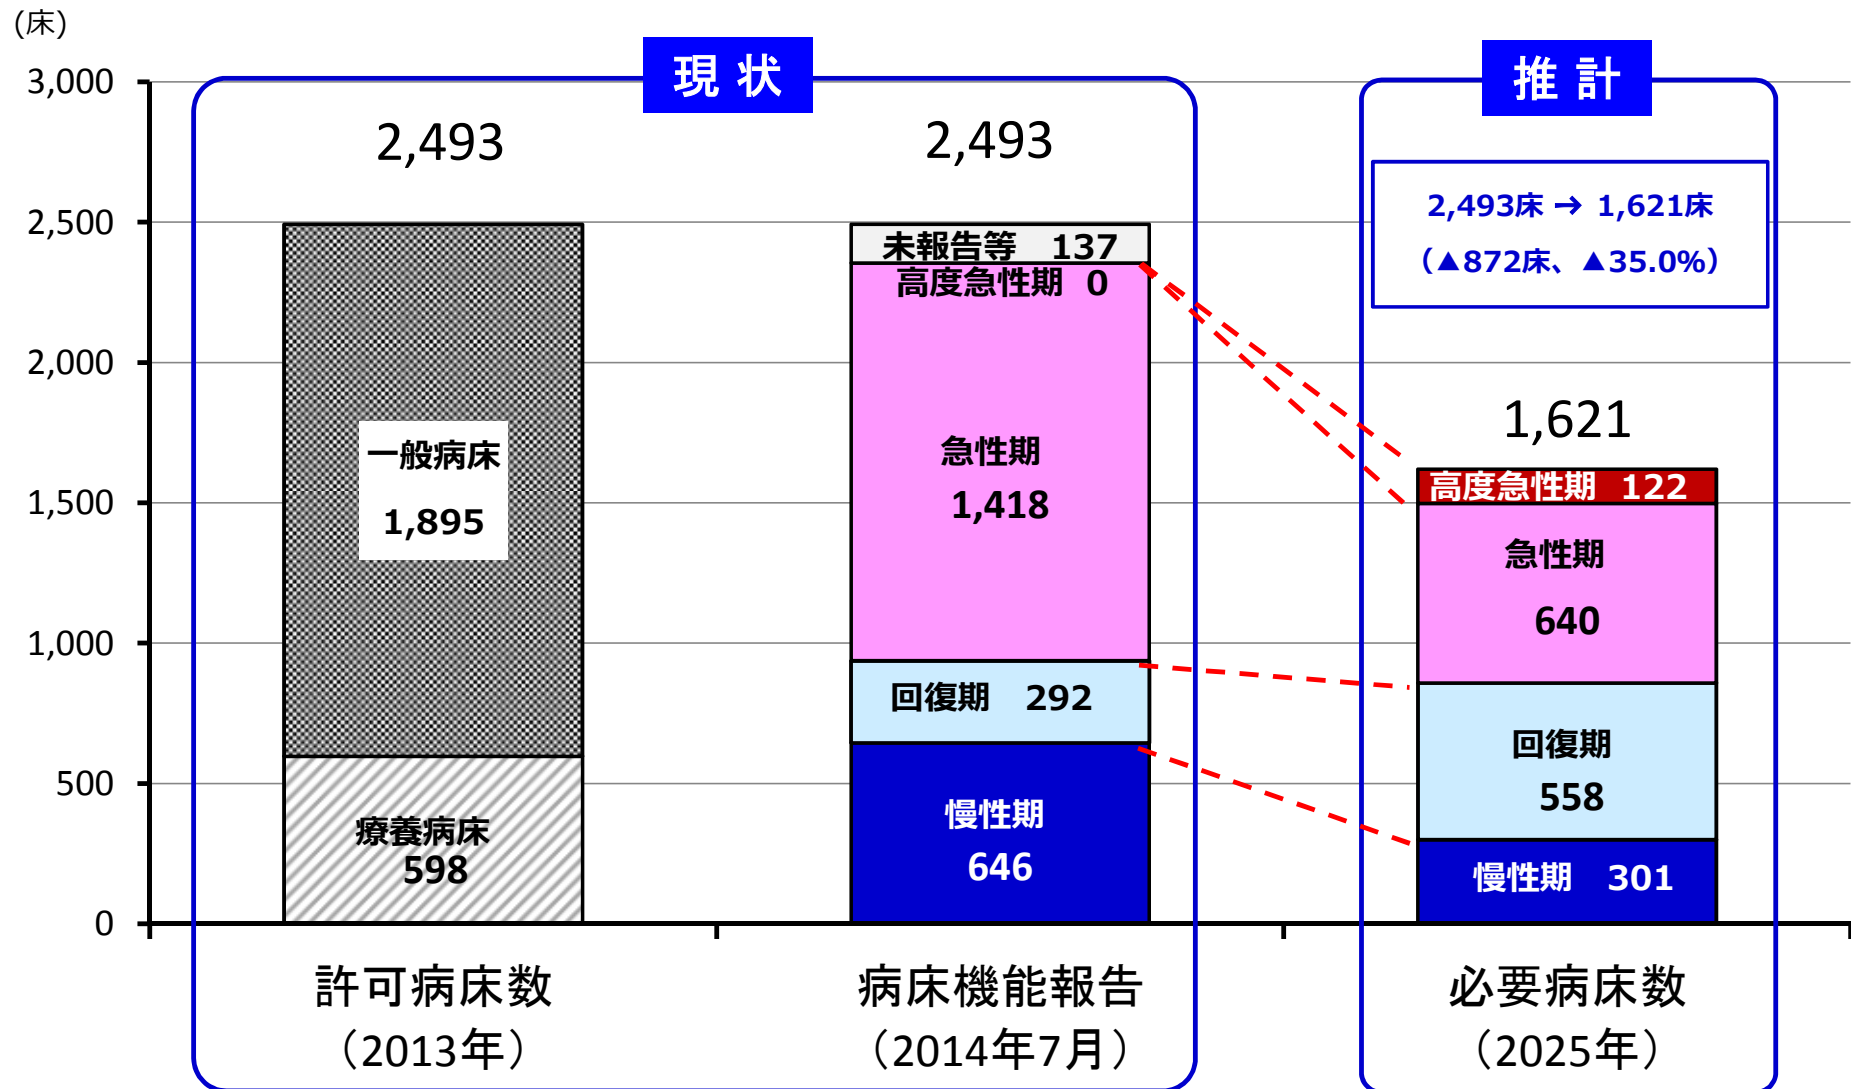 (床)
現 状
推 計
3,000
2,500
2,000
1,500
1,000
500
0
2,493
一般病床
1,895
療養病床
598
2,493
未報告等 137
高度急性期 0
急性期
1,418
回復期 292
慢性期
646
2,493床 → 1,621床
（▲872床、▲35.0%）
1,621
高度急性期 122
急性期
640
回復期
558
慢性期 301
許可病床数
（2013年）
病床機能報告
（2014年7月）
必要病床数
（2025年）